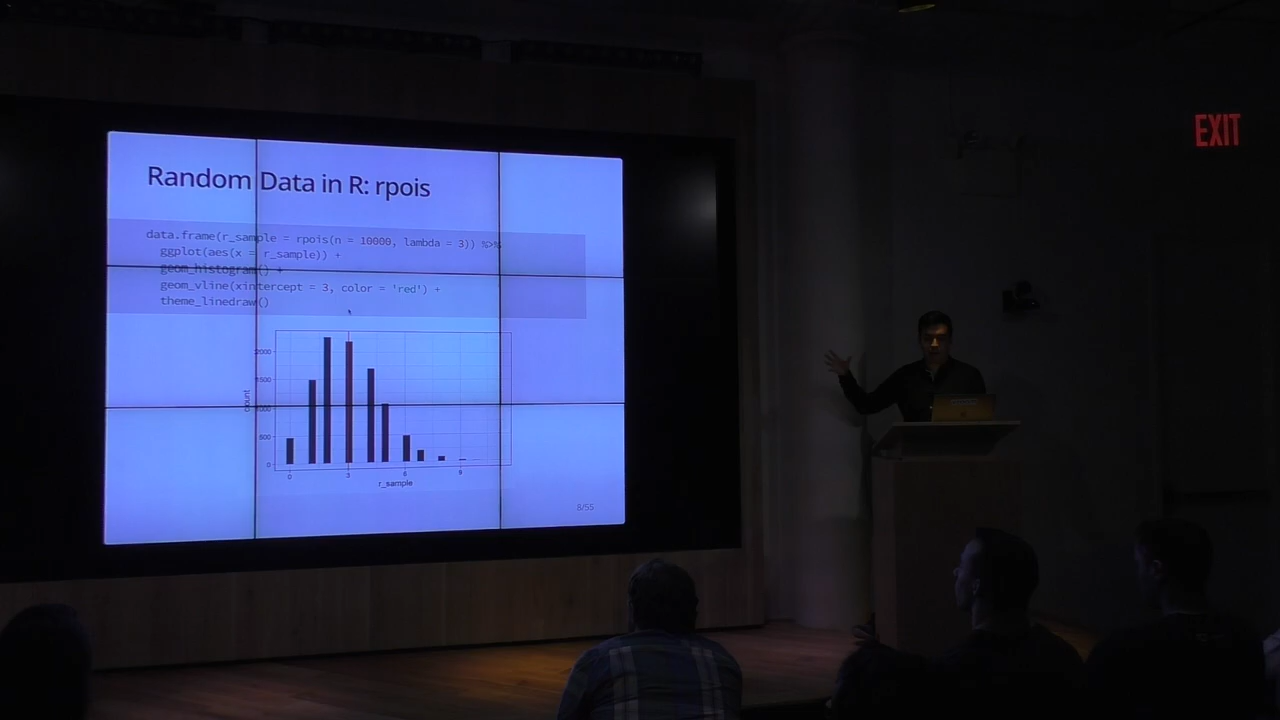 Random Data in R: rpois
data.frame(r_sample = rpois(n = 10000, lambda = 3)) %>%
ggplot(aes(x = r_sample)) +
geom_histogram() +
geom_vline(xintercept = 3, color = 'red') +
theme_linedraw()
2000
1500
1000
500
0
count
0 3 6 9
r_sample
8/55
EXIT